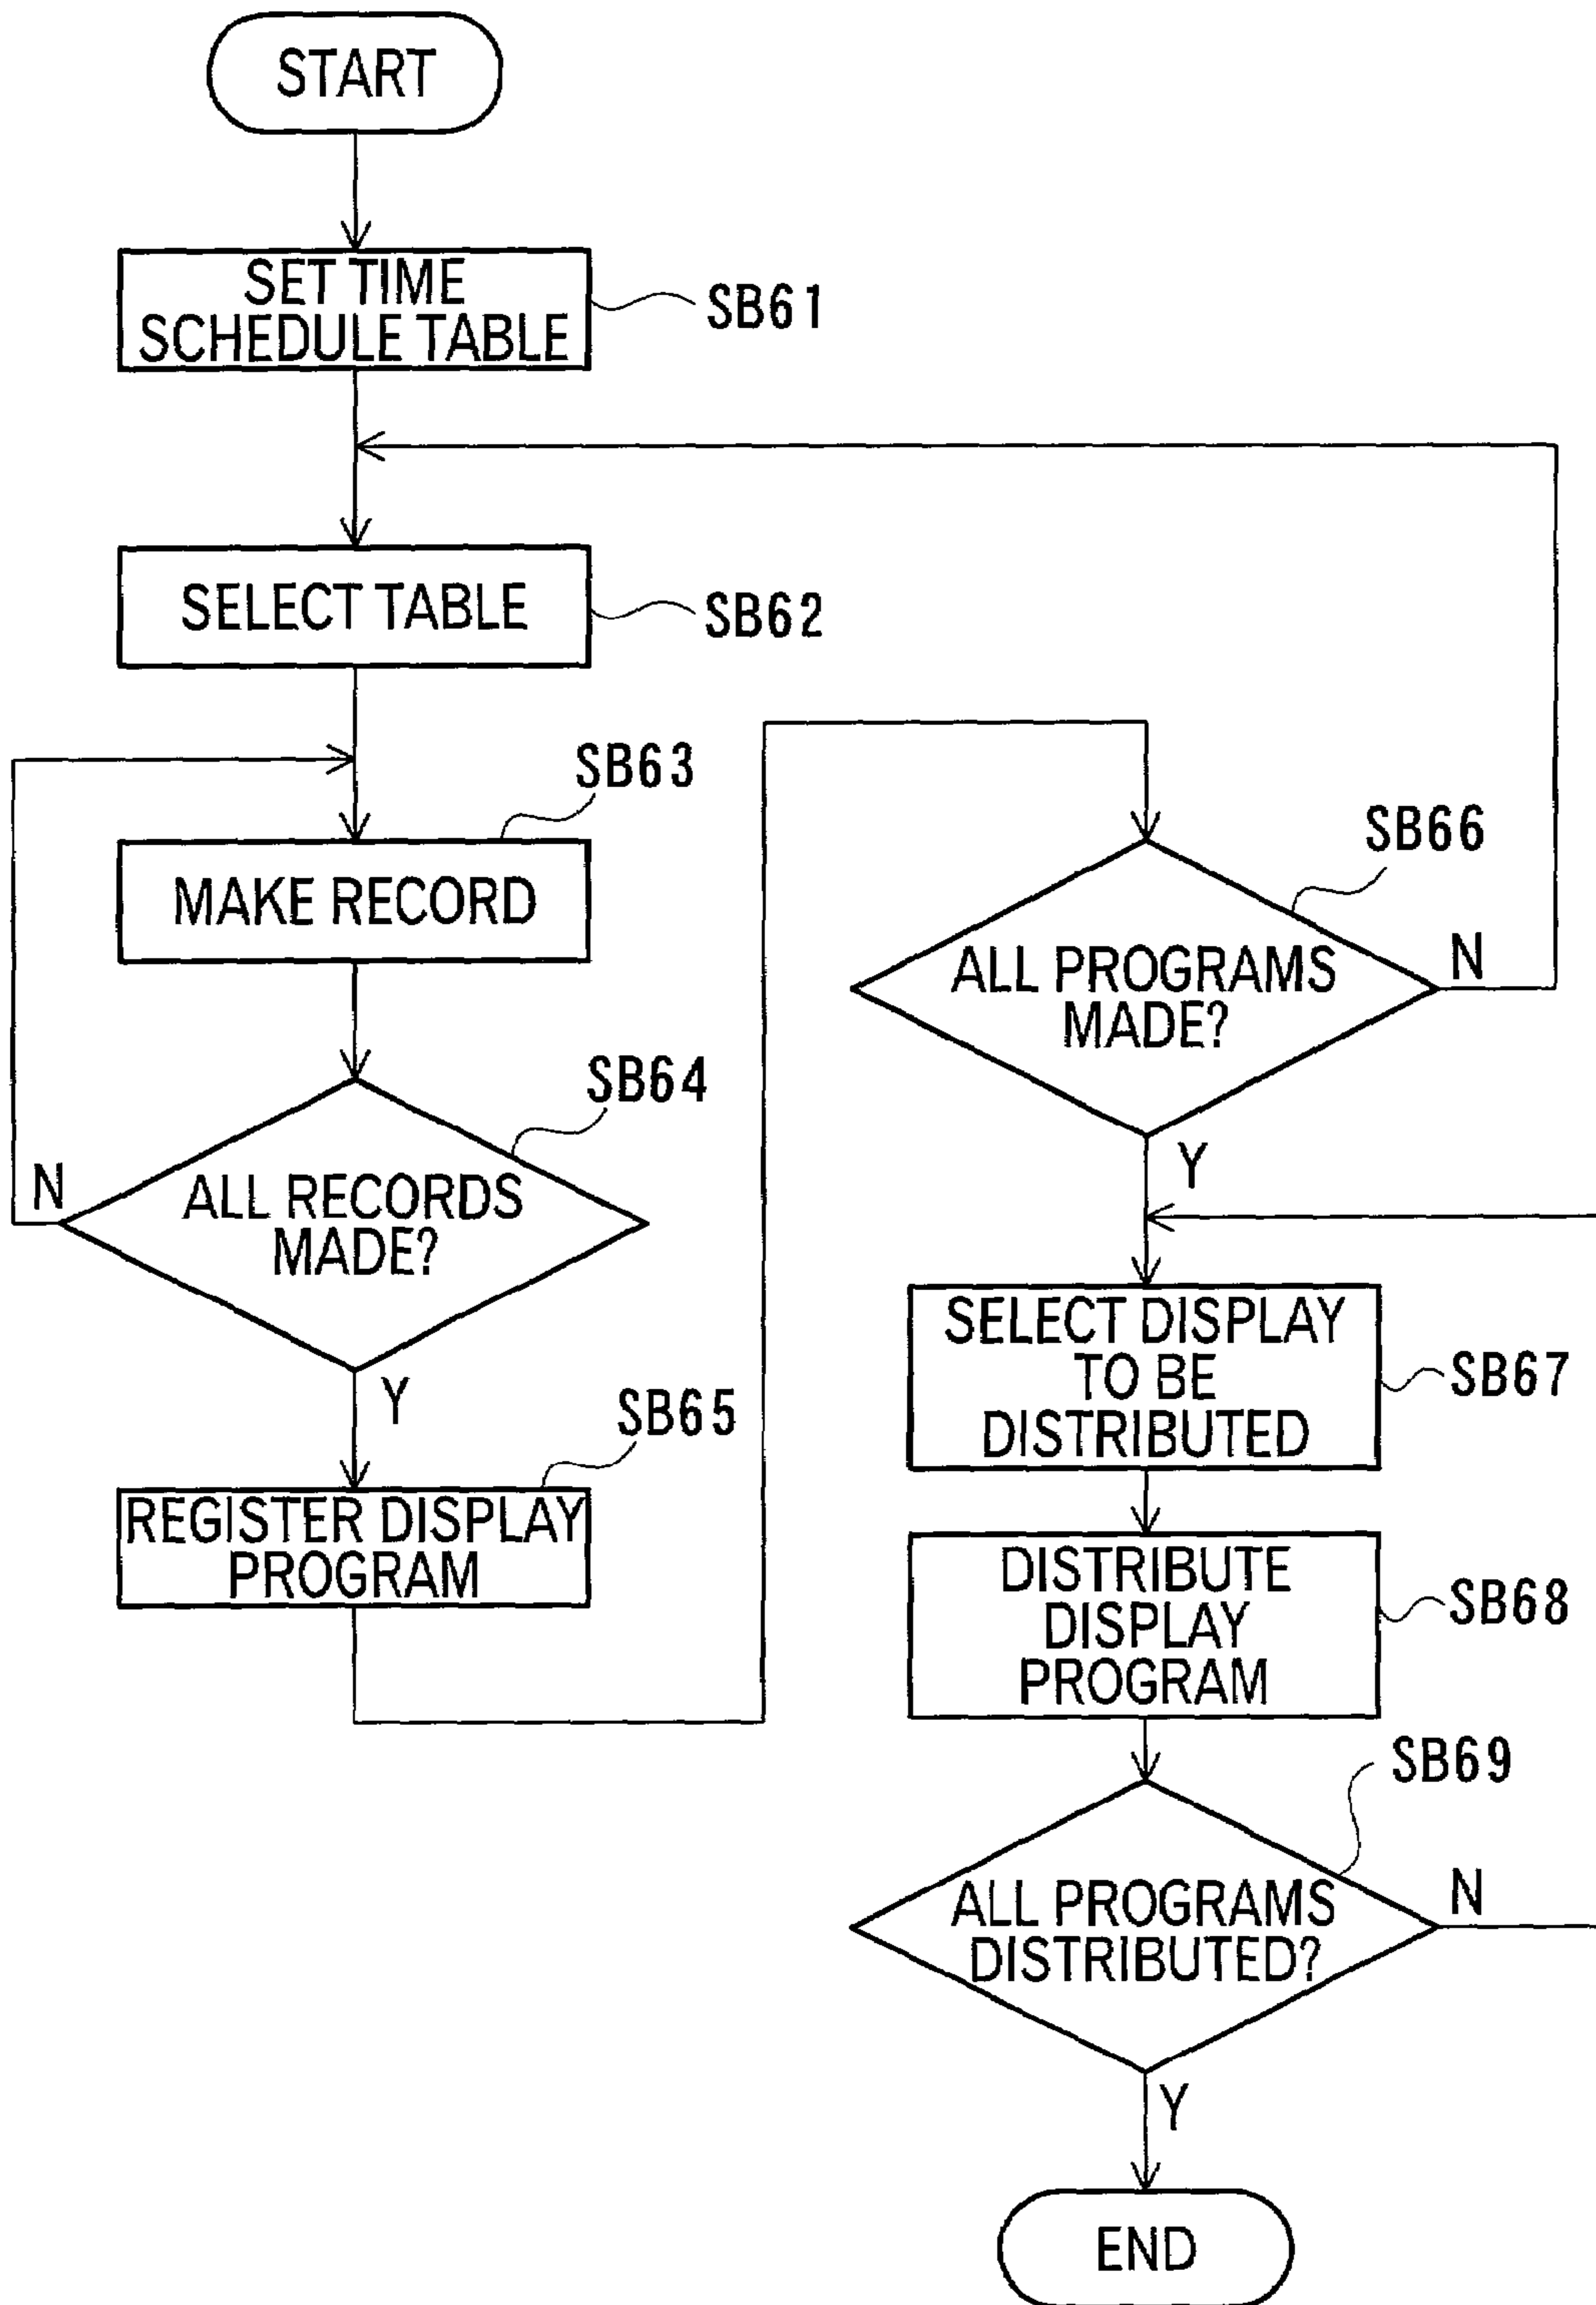 START
SET TIME
SCHEDULE TABLE
SB61
SELECT TABLE
SB62
SB63
MAKE RECORD
SB64
N
ALL RECORDS
MADE?
Y
SB65
REGISTER DISPLAY
PROGRAM
SB66
ALL PROGRAMS
MADE?
N
Y
SELECT DISPLAY
TO BE
DISTRIBUTED
SB67
DISTRIBUTE
DISPLAY
PROGRAM
SB68
SB69
ALL PROGRAMS
DISTRIBUTED?
N
Y
END